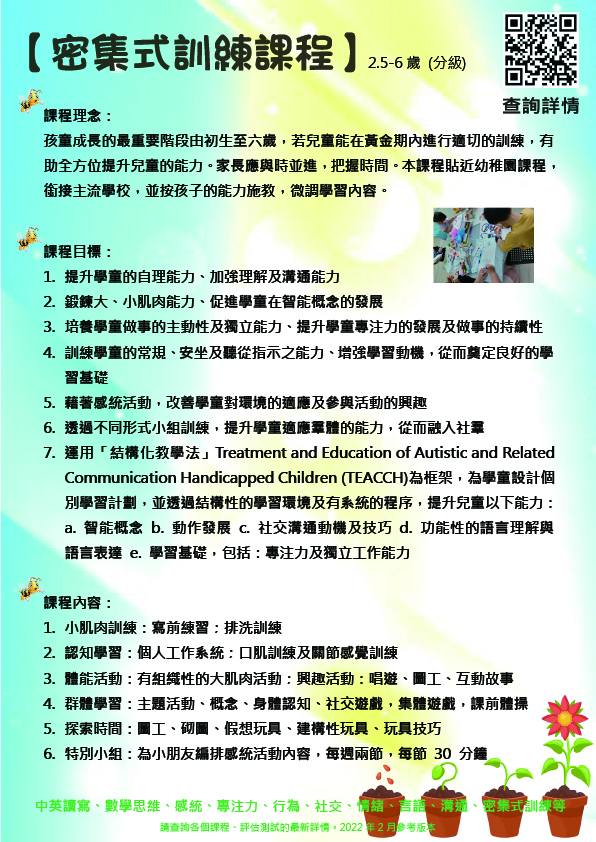 【密集式訓練課程】2.5-6 歲 (分級)
查詢詳情
課程理念：
孩童成長的最重要階段由初生至六歲，若兒童能在黃金期內進行適切的訓練，有
助全方位提升兒童的能力。家長應與時並進，把握時間。本課程貼近幼稚園課程，
銜接主流學校，並按孩子的能力施教，微調學習內容。
課程目標：
1. 提升學童的自理能力、加強理解及溝通能力
2. 鍛鍊大、小肌肉能力、促進學童在智能概念的發展
3. 培養學童做事的主動性及獨立能力、提升學童專注力的發展及做事的持續性
4. 訓練學童的常規、安坐及聽從指示之能力、增強學習動機，從而奠定良好的學
習基礎
5. 藉著感統活動，改善學童對環境的適應及參與活動的興趣
6. 透過不同形式小組訓練，提升學童適應羣體的能力，從而融入社羣
7. 運用「結構化教學法」Treatment and Education of Autistic and Related
Communication Handicapped Children (TEACCH)為框架，為學童設計個
別學習計劃，並透過結構性的學習環境及有系統的程序，提升兒童以下能力：
a. 智能概念 b. 動作發展 c. 社交溝通動機及技巧 d. 功能性的語言理解與
語言表達 e. 學習基礎，包括：專注力及獨立工作能力
課程內容：
1. 小肌肉訓練：寫前練習：排洗訓練
2. 認知學習：個人工作系統：口肌訓練及關節感覺訓練
3. 體能活動：有組織性的大肌肉活動：興趣活動：唱遊、圖工、互動故事
4. 群體學習：主題活動、概念、身體認知、社交遊戲，集體遊戲，課前體操
5. 探索時間：圖工、砌圖、假想玩具、建構性玩具、玩具技巧
6. 特別小組：為小朋友編排感統活動內容，每週兩節，每節 30 分鐘
中英讀寫、數學思維、感統、專注力、行為、社交、情緒、言語、溝通、密集式訓練等
請查詢各個課程、評估測試的最新詳情。2022 年 2 月參考版本